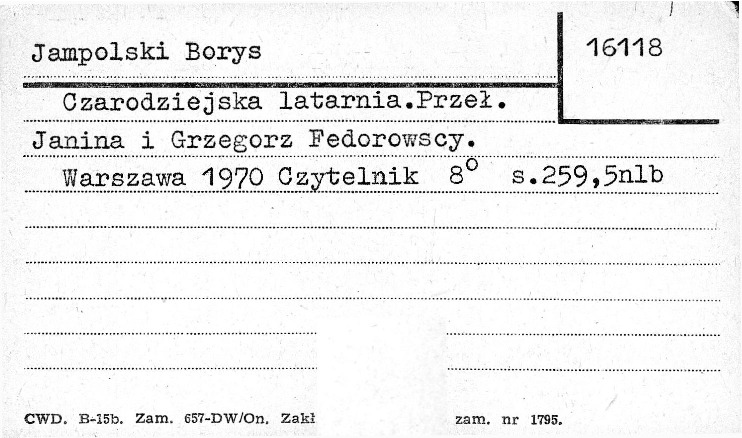 Jampolski Borys
16118
Czarodziejska latarnia.Przeł.
Janina i Grzegorz Fedorowscy.
Warszawa 1970 Czytelnik 8° s.259,5nlb
CWD. B-15b. Zam. 657-DW/On. Zakł zam. nr 1795.